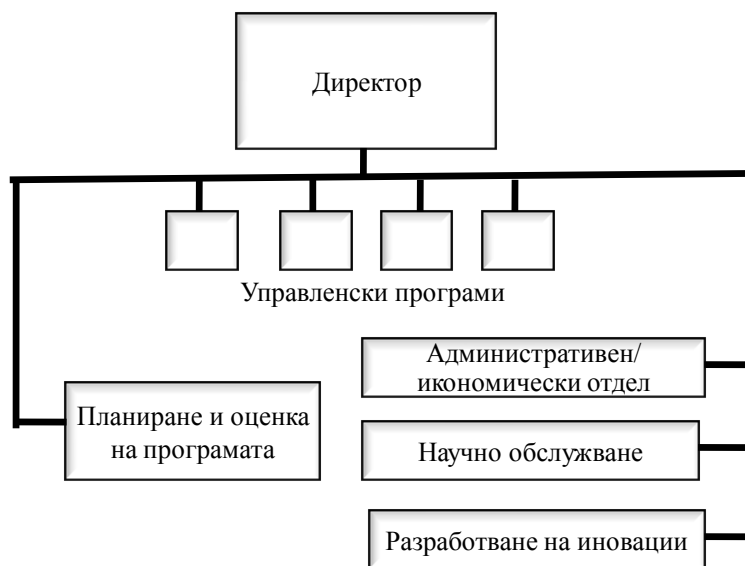 Директор
Управленски програми
Административен/
икономически отдел
Планиране и оценка
на програмата
Научно обслужване
Разработване на иновации